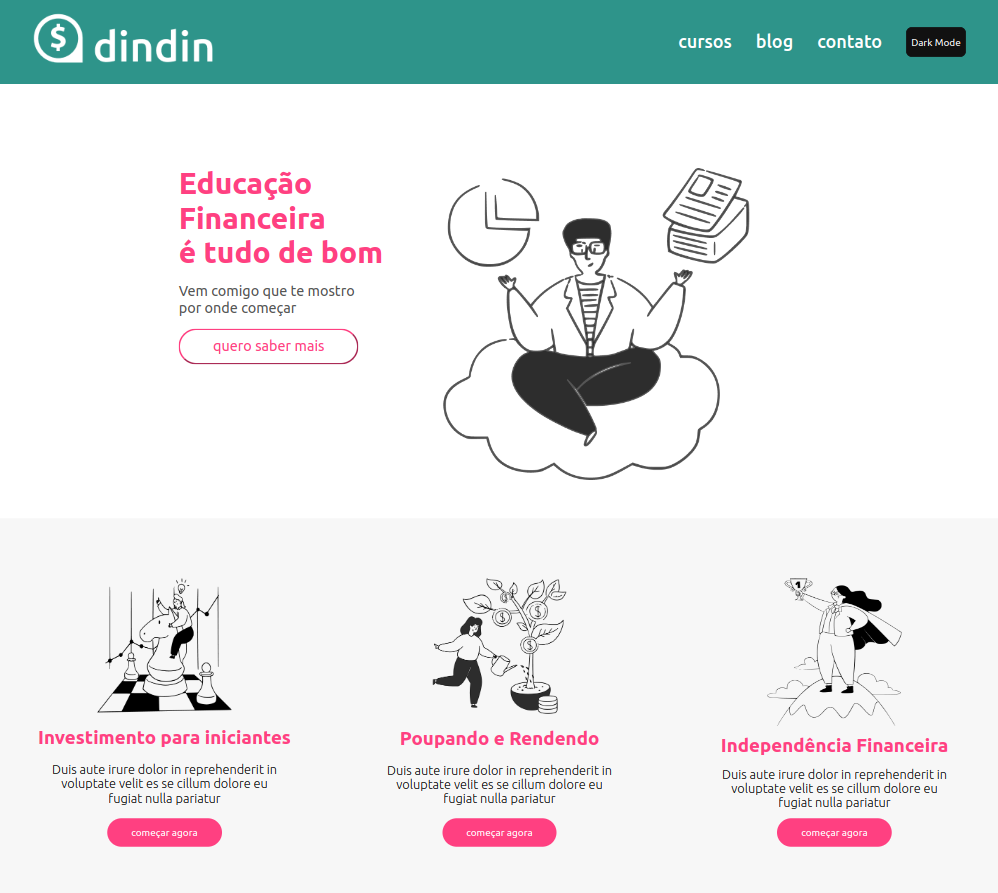 $ dindin
cursos blog contato Dark Mode
Educação
Financeira
é tudo de bom
Vem comigo que te mostro
por onde começar
quero saber mais
Investimento para iniciantes
Duis aute irure dolor in reprehenderit in
voluptate velit es se cillum dolore eu
fugiat nulla pariatur
começar agora
$ $ $ $
Poupando e Rendendo
Duis aute irure dolor in reprehenderit in
voluptate velit es se cillum dolore eu
fugiat nulla pariatur
começar agora
1
Independência Financeira
Duis aute irure dolor in reprehenderit in
voluptate velit es se cillum dolore eu
fugiat nulla pariatur
começar agora